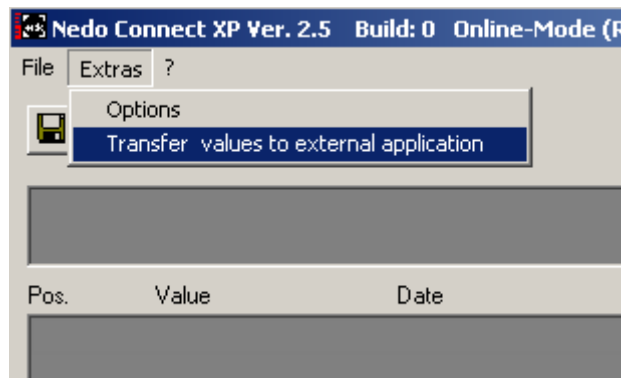 Nedo Connect XP Ver. 2.5 Build: 0 Online-Mode (R
File Extras ?
Options
Transfer values to external application
Pos. Value Date